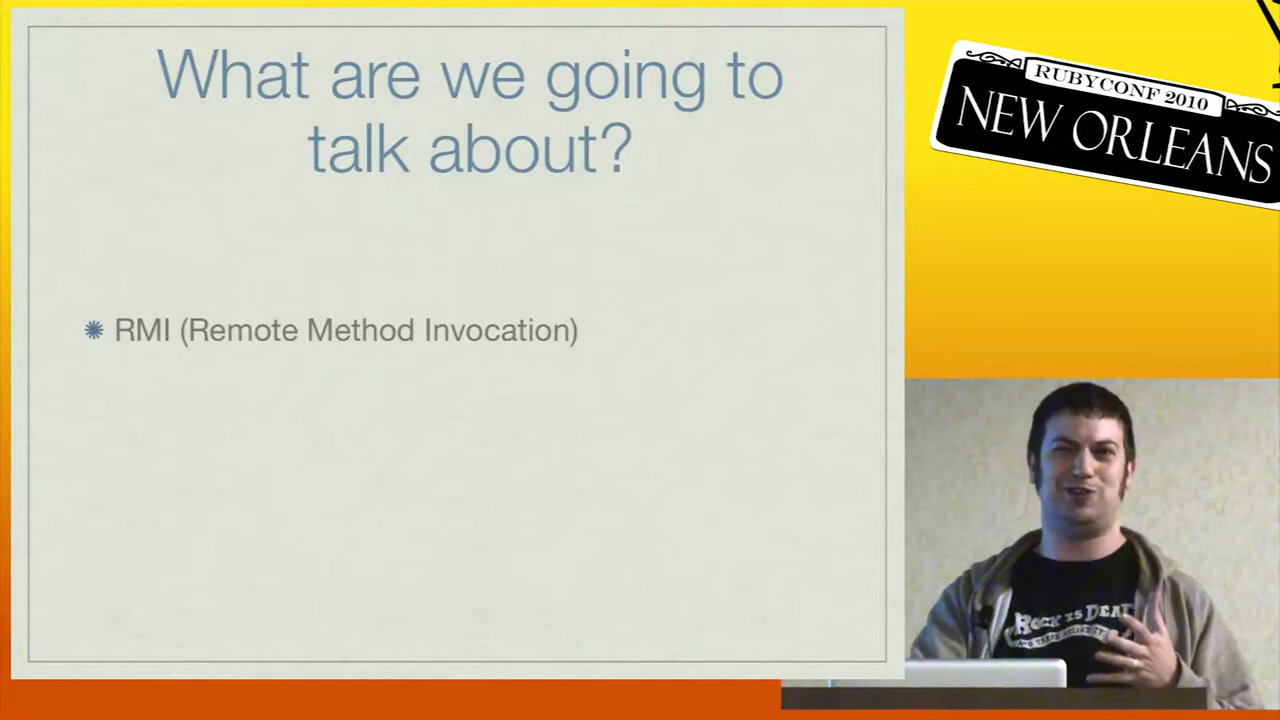 What are we going to
talk about?
RMI (Remote Method Invocation)
RUBYCONF 2010
NEW ORLEANS
ROCK IS DEAD